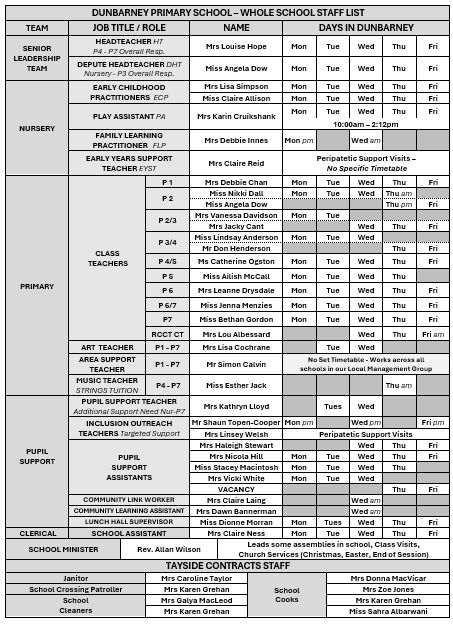 DUNBARNEY PRIMARY SCHOOL – WHOLE SCHOOL STAFF LIST
TEAM JOB TITLE / ROLE NAME DAYS IN DUNBARNEY
SENIOR LEADERSHIP TEAM
HEADTEACHER HT
P4 - P7 Overall Resp.
Mrs Louise Hope Mon Tue Wed Thu Fri
DEPUTE HEADTEACHER DHT
Nursery - P3 Overall Resp.
Miss Angela Dow Mon Tue Wed Thu Fri
NURSERY
EARLY CHILDHOOD
PRACTITIONERS ECP
Mrs Lisa Simpson Mon Tue Wed Thu Fri
Miss Claire Allison Mon Tue Wed Thu Fri
PLAY ASSISTANT PA Mrs Karin Cruikshank Mon Tue Wed Thu Fri
10:00am – 2:12pm
FAMILY LEARNING
PRACTITIONER FLP
Mrs Debbie Innes Mon pm Wed am
EARLY YEARS SUPPORT
TEACHER EYST
Mrs Claire Reid Peripatetic Support Visits –
No Specific Timetable
PRIMARY
CLASS
TEACHERS
P 1 Mrs Debbie Chan Mon Tue Wed Thu Fri
P 2 Miss Nikki Dall Mon Tue Wed Thu am
Miss Angela Dow Thu pm Fri
P 2/3 Mrs Vanessa Davidson Mon Tue
Mrs Jacky Cant Wed Thu Fri
P 3/4 Miss Lindsay Anderson Mon Tue Wed
Mr Don Henderson Thu Fri
P 4/5 Ms Catherine Ogston Mon Tue Wed Thu Fri
P 5 Miss Ailish McCall Mon Tue Wed Thu
P 6 Mrs Leanne Drysdale Mon Tue Wed Thu Fri
P 6/7 Miss Jenna Menzies Mon Tue Wed Thu Fri
P7 Miss Bethan Gordon Mon Tue Wed Thu Fri
RCCT CT Mrs Lou Albessard Wed Thu Fri am
ART TEACHER P1 - P7 Mrs Lisa Cochrane Tue Wed
AREA SUPPORT
TEACHER
P1 - P7 Mr Simon Calvin No Set Timetable - Works across all
schools in our Local Management Group
MUSIC TEACHER
STRINGS TUITION
P4 - P7 Miss Esther Jack Thu am
PUPIL
SUPPORT
PUPIL SUPPORT TEACHER
Additional Support Need Nur-P7
Mrs Kathryn Lloyd Tues Wed
INCLUSION OUTREACH
TEACHERS Targeted Support
Mr Shaun Topen-Cooper Mon pm Wed pm Fri pm
Mrs Linsey Welsh Peripatetic Support Visits
PUPIL
SUPPORT
ASSISTANTS
Mrs Haleigh Stewart Mon Tue Wed Thu
Mrs Nicola Hill Mon Tue Wed Thu Fri
Miss Stacey Macintosh Mon Tue Wed Thu
Mrs Vicki White Mon Tue Wed Thu
VACANCY Thu Fri
COMMUNITY LINK WORKER Mrs Claire Laing Wed am
COMMUNITY LEARNING ASSISTANT Mrs Dawn Bannerman Wed am
LUNCH HALL SUPERVISOR Miss Dionne Morran Mon Tues Wed Thu Fri
CLERICAL SCHOOL ASSISTANT Mrs Claire Ness Mon Tue Wed Thu Fri
SCHOOL MINISTER Rev. Allan Wilson Leads some assemblies in school, Class Visits,
Church Services (Christmas, Easter, End of Session)
TAYSIDE CONTRACTS STAFF
Janitor Mrs Caroline Taylor
School Crossing Patroller Mrs Karen Grehan
School
Cleaners
Mrs Galya MacLeod
Mrs Karen Grehan
School
Cooks
Mrs Donna MacVicar
Mrs Zoe Jones
Mrs Karen Grehan
Miss Sahra Albarwani